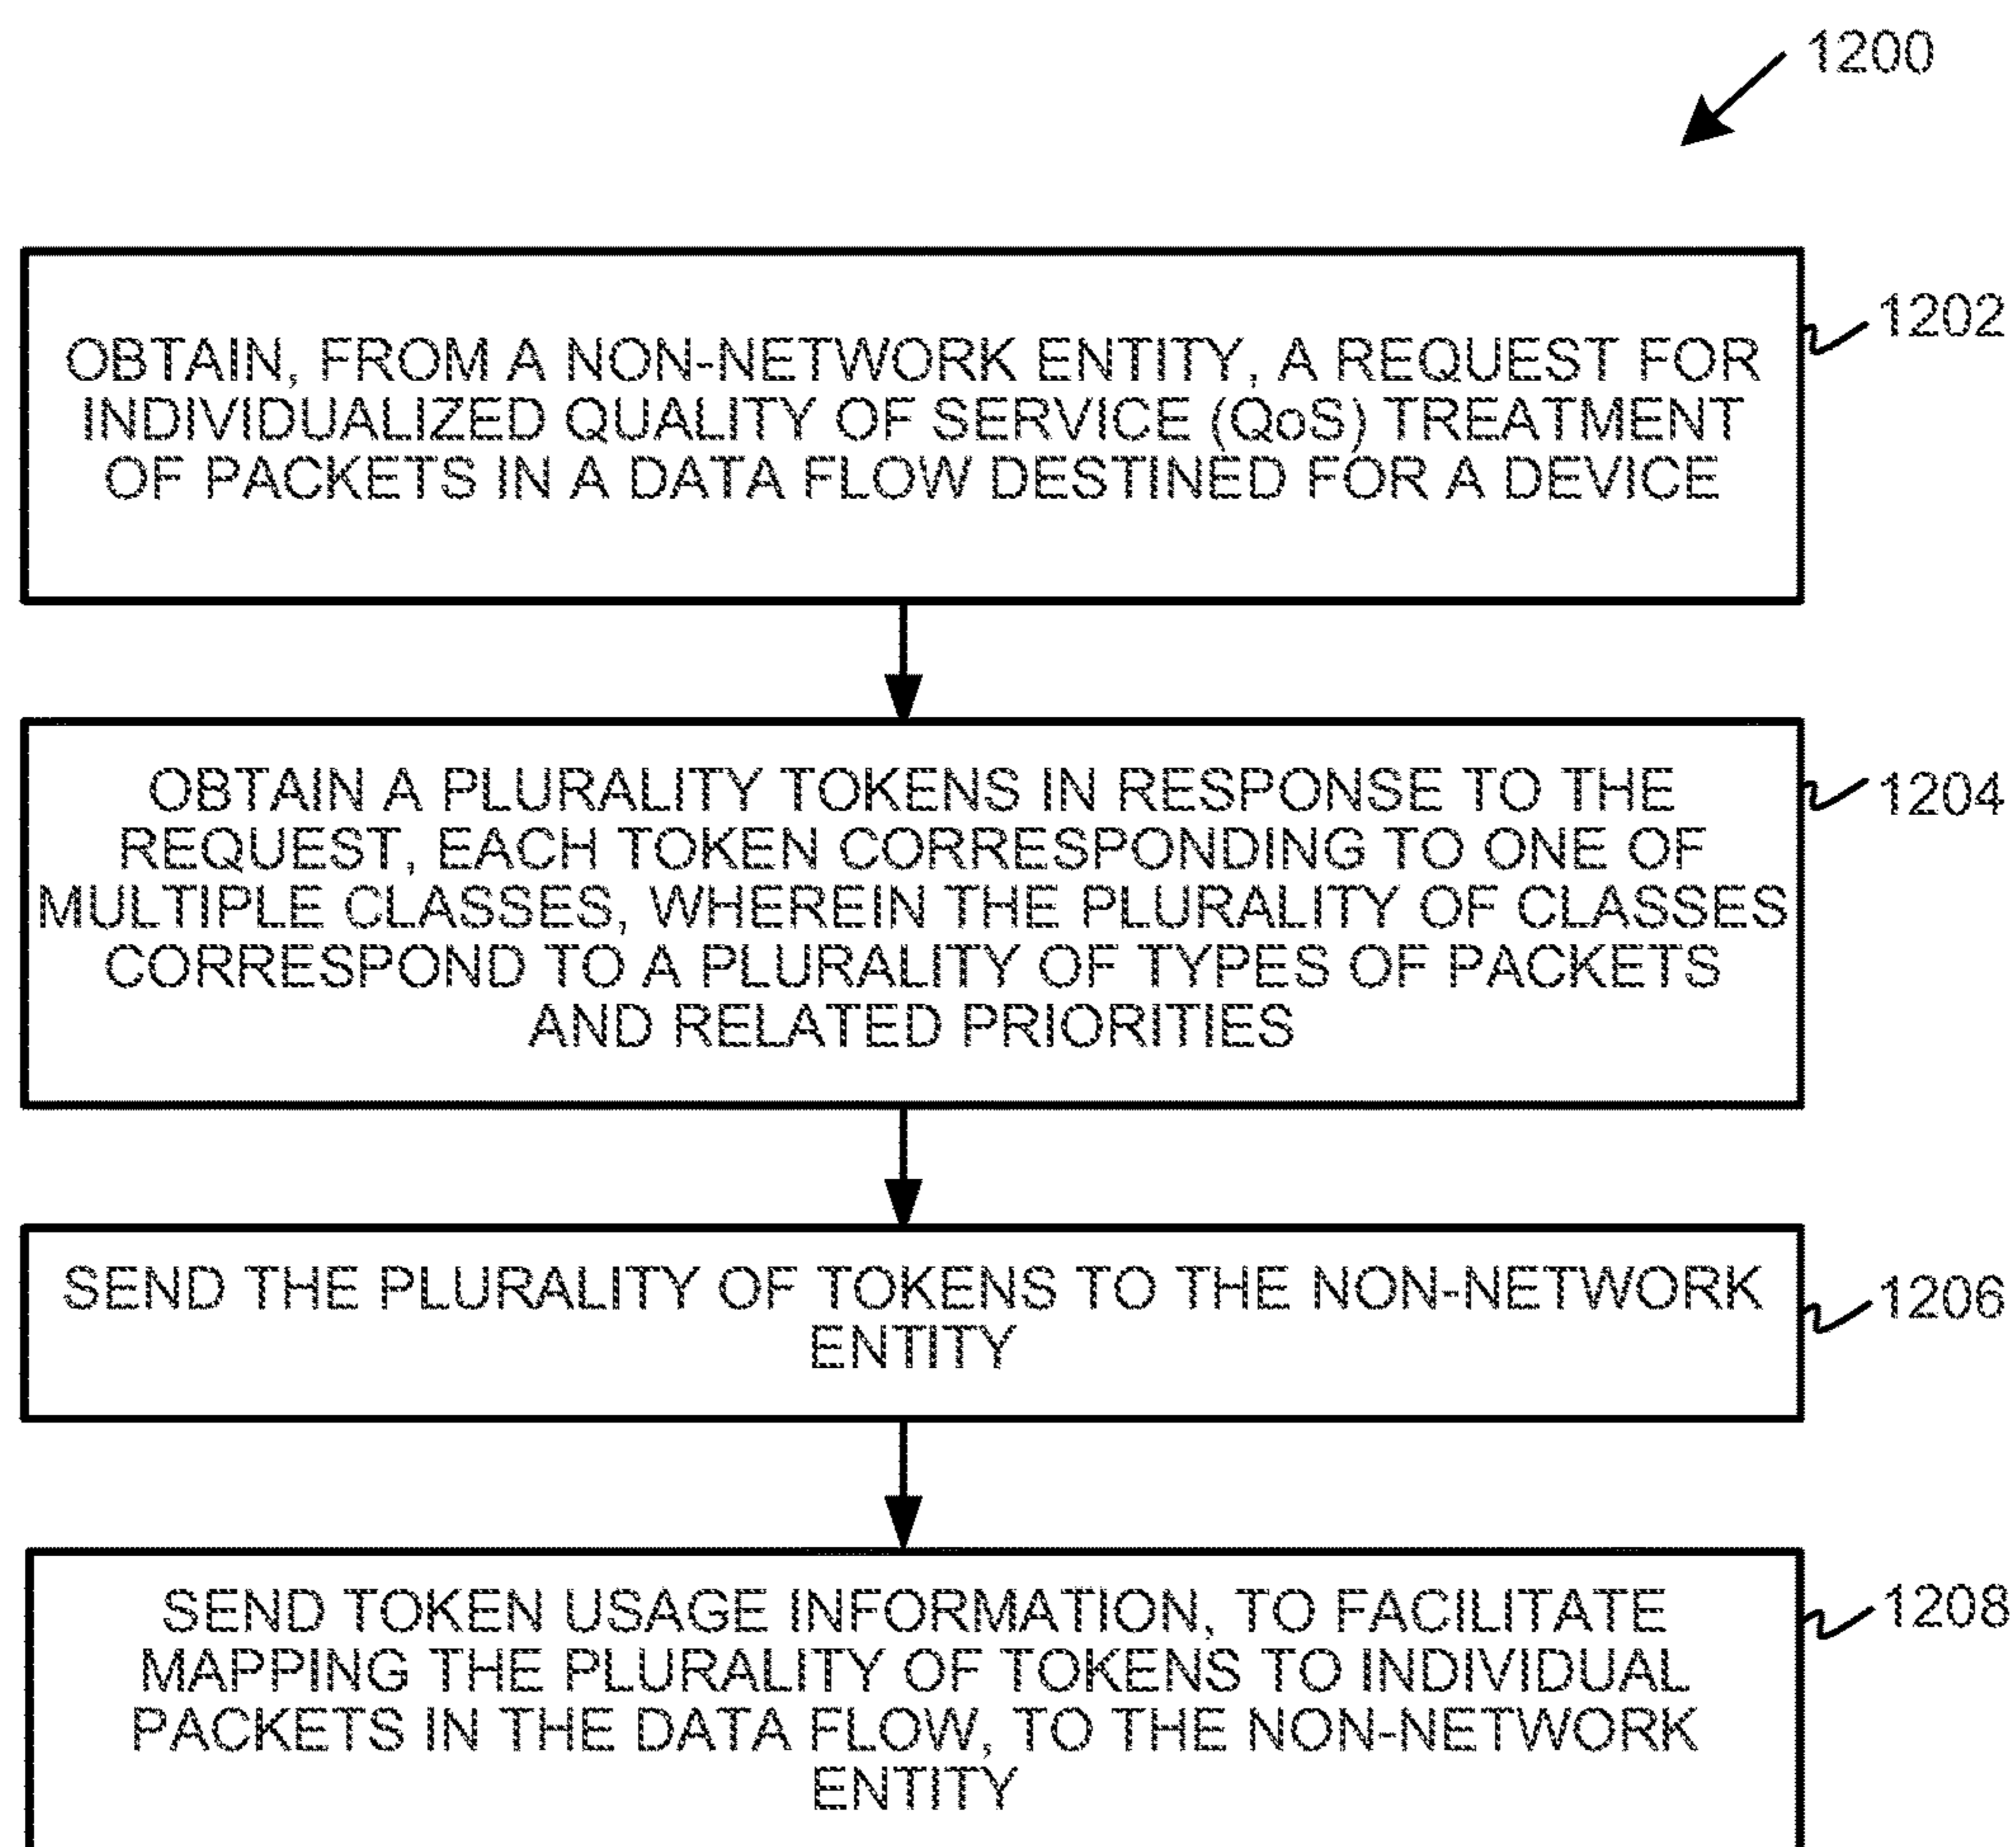 1200
OBTAIN, FROM A NON-NETWORK ENTITY, A REQUEST FOR
INDIVIDUALIZED QUALITY OF SERVICE (QoS) TREATMENT
OF PACKETS IN A DATA FLOW DESTINED FOR A DEVICE
1202
OBTAIN A PLURALITY TOKENS IN RESPONSE TO THE
REQUEST, EACH TOKEN CORRESPONDING TO ONE OF
MULTIPLE CLASSES, WHEREIN THE PLURALITY OF CLASSES
CORRESPOND TO A PLURALITY OF TYPES OF PACKETS
AND RELATED PRIORITIES
1204
SEND THE PLURALITY OF TOKENS TO THE NON-NETWORK
ENTITY
1206
SEND TOKEN USAGE INFORMATION, TO FACILITATE
MAPPING THE PLURALITY OF TOKENS TO INDIVIDUAL
PACKETS IN THE DATA FLOW, TO THE NON-NETWORK
ENTITY
1208